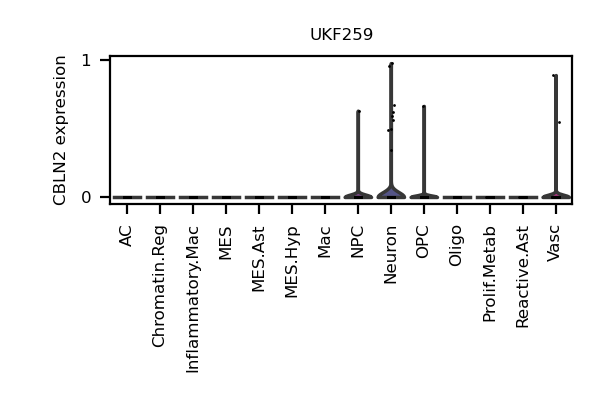 UKF259
CBLN2 expression
1
0
AC
Chromatin.Reg
Inflammatory.Mac
MES
MES.Ast
MES.Hyp
Mac
NPC
Neuron
OPC
Oligo
Prolif.Metab
Reactive.Ast
Vasc